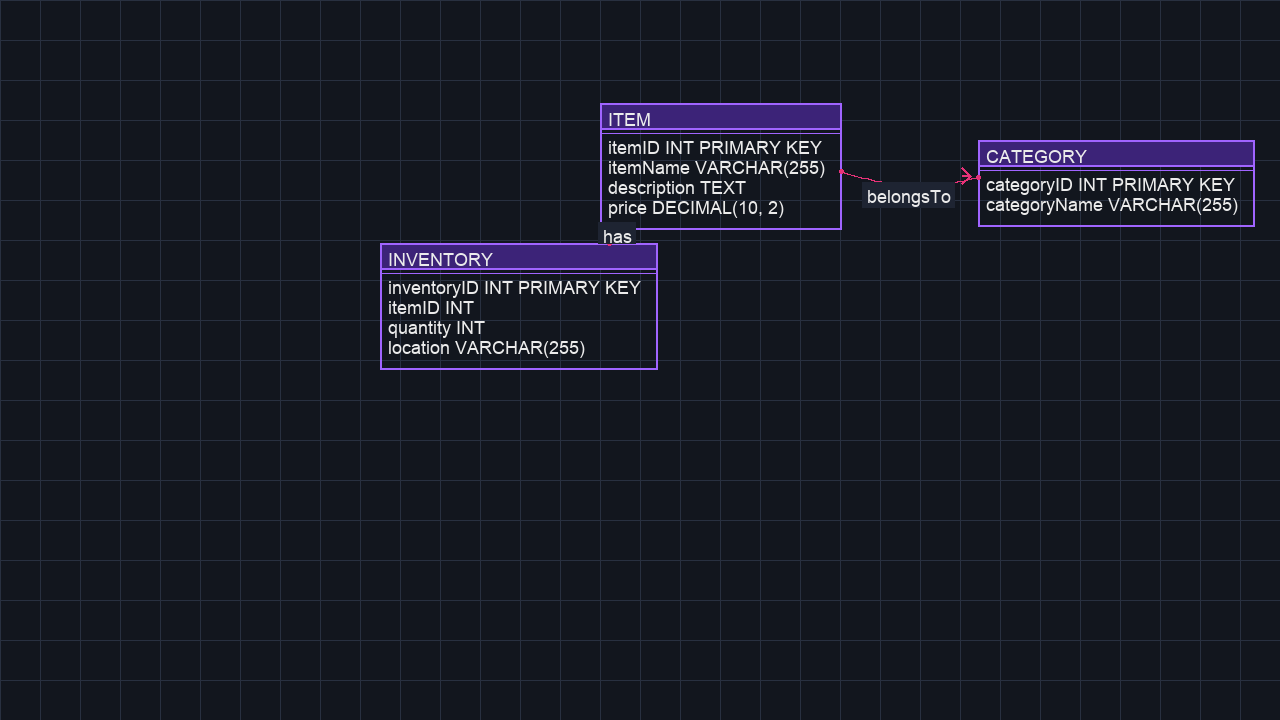 ITEM
itemID INT PRIMARY KEY
itemName VARCHAR(255)
description TEXT
price DECIMAL(10, 2)
belongsTo
CATEGORY
categoryID INT PRIMARY KEY
categoryName VARCHAR(255)
has
INVENTORY
inventoryID INT PRIMARY KEY
itemID INT
quantity INT
location VARCHAR(255)